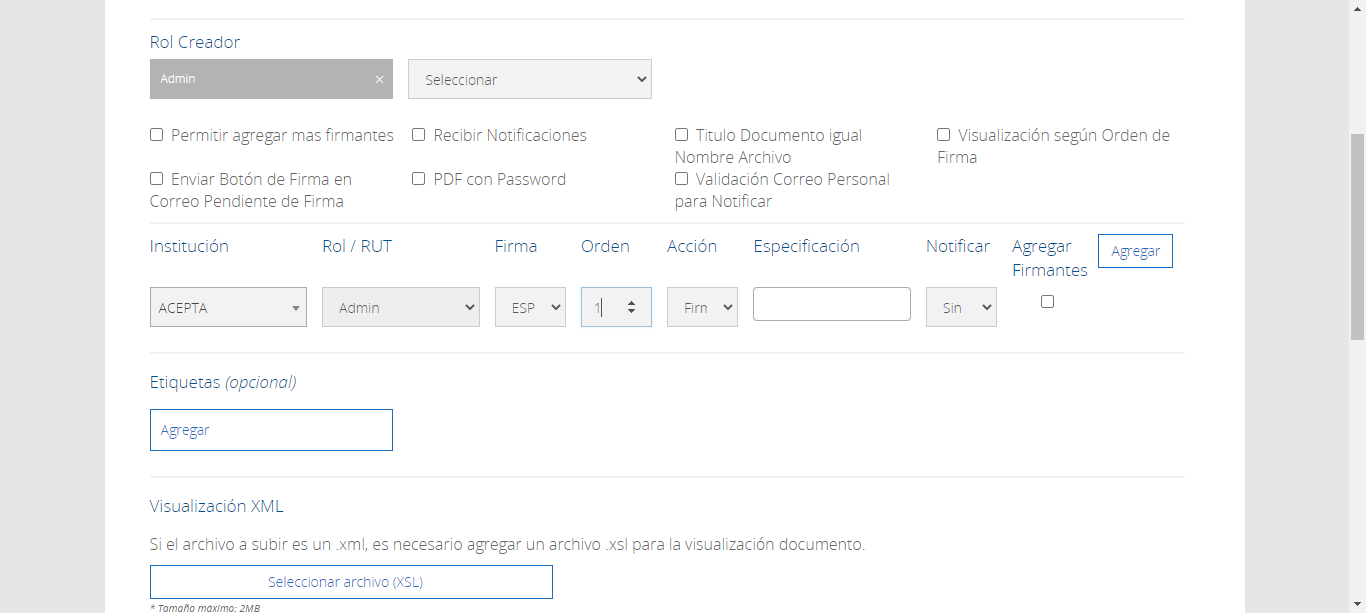 Rol Creador
Admin ×
Seleccionar
Permitir agregar mas firmantes
Recibir Notificaciones
Titulo Documento igual
Nombre Archivo
Visualización según Orden de
Firma
Enviar Botón de Firma en
Correo Pendiente de Firma
PDF con Password
Validación Correo Personal
para Notificar
Institución Rol / RUT Firma Orden Acción Especificación Notificar Agregar
Firmantes
Agregar
ACEPTA Admin ESP 1 Firn Sin
Etiquetas (opcional)
Agregar
Visualización XML
Si el archivo a subir es un .xml, es necesario agregar un archivo .xsl para la visualización documento.
Seleccionar archivo (XSL)
* Tamaño máximo: 2MB